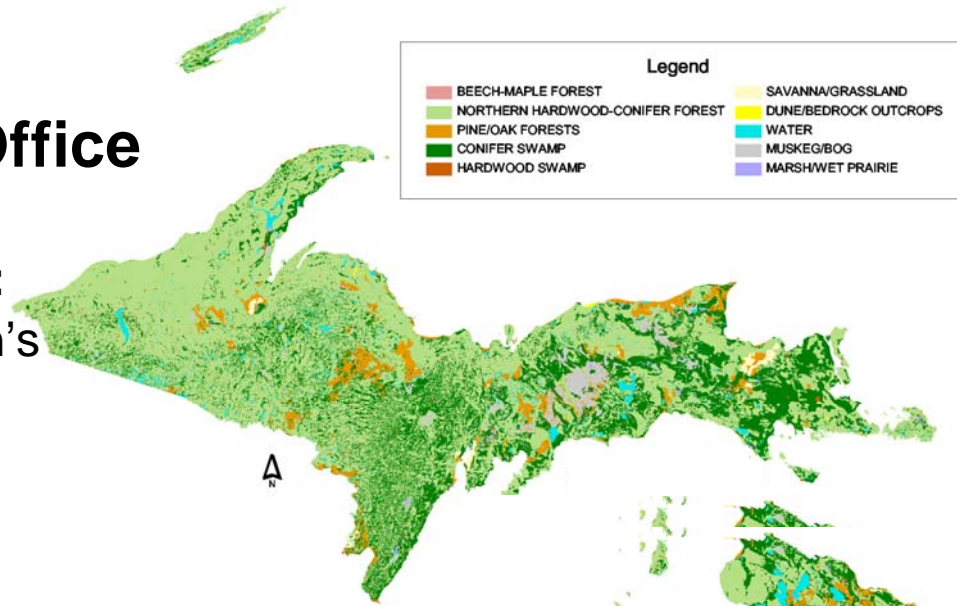 Office
:
n's
Legend
BEECH-MAPLE FOREST
NORTHERN HARDWOOD-CONIFER FOREST
PINE/OAK FORESTS
CONIFER SWAMP
HARDWOOD SWAMP
SAVANNA/GRASSLAND
DUNE/BEDROCK OUTCROPS
WATER
MUSKEG/BOG
MARSH/WET PRAIRIE
N